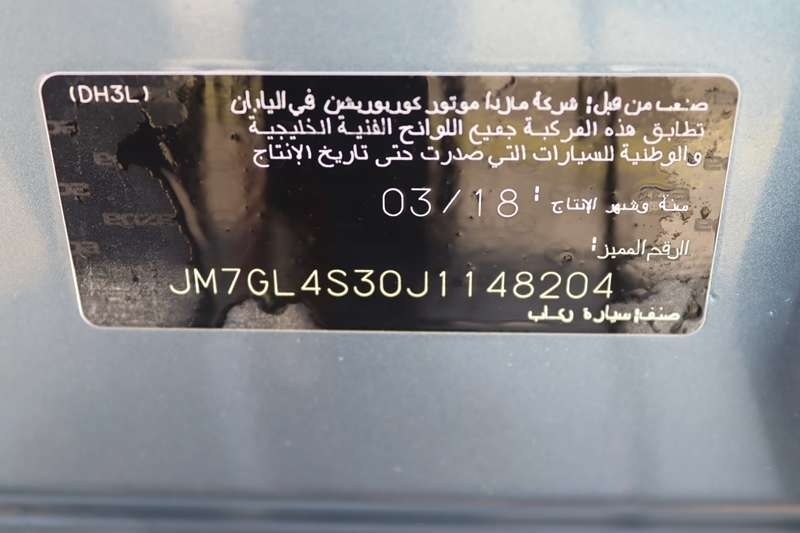 (DH3L)
صنعت من قبل: شركة مازدا موتور كوربوريشن في اليابان
تطابق هذه المركبة جميع اللوائح الفنية الخليجية
والوطنية للسيارات التي صدرت حتى تاريخ الإنتاج
سنة وشهر الإنتاج: 03/18
الرقم المميز:
JM7GL4S30J1148204
صنف: سيارة ركاب